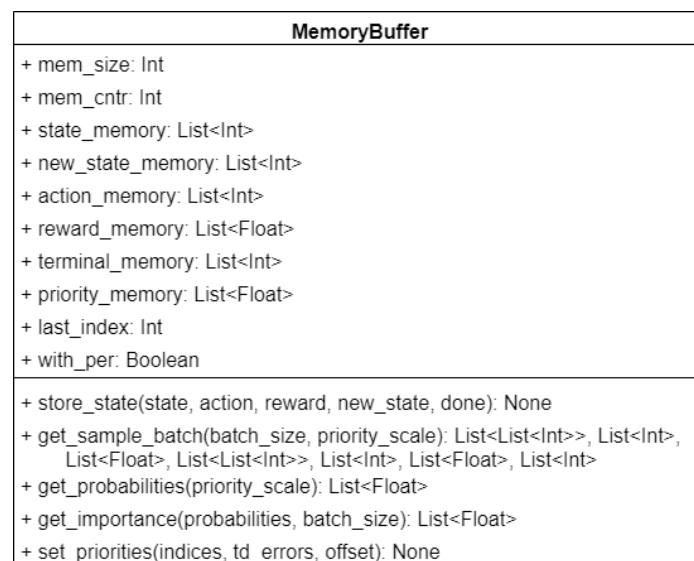 MemoryBuffer
+ mem_size: Int
+ mem_cntr: Int
+ state_memory: List<Int>
+ new_state_memory: List<Int>
+ action_memory: List<Int>
+ reward_memory: List<Float>
+ terminal_memory: List<Int>
+ priority_memory: List<Float>
+ last_index: Int
+ with_per: Boolean
+ store_state(state, action, reward, new_state, done): None
+ get_sample_batch(batch_size, priority_scale): List<List<Int>>, List<Int>,
List<Float>, List<List<Int>>, List<Int>, List<Float>, List<Int>
+ get_probabilities(priority_scale): List<Float>
+ get_importance(probabilities, batch_size): List<Float>
+ set_priorities(indices, td_errors, offset): None